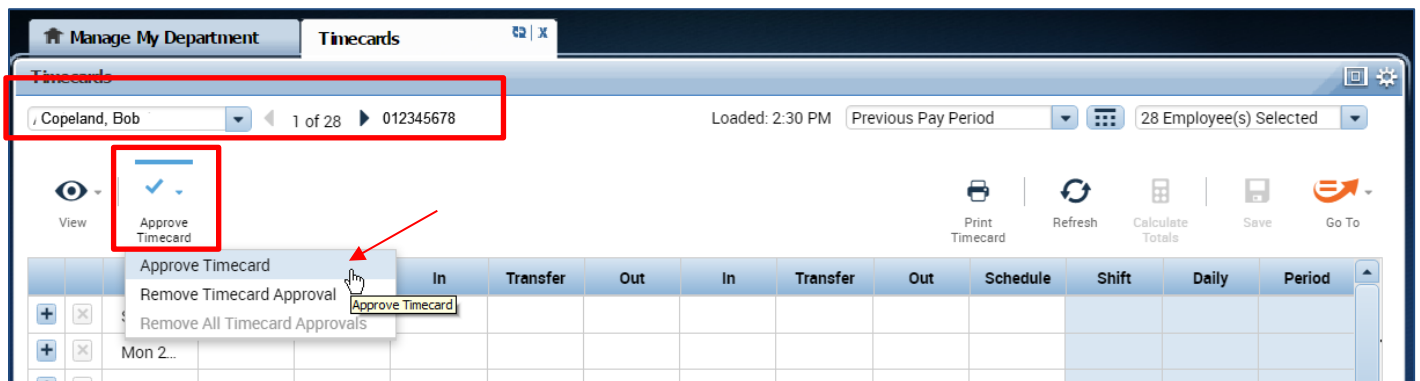 Manage My Department Timecards
Timecards
Copeland, Bob 1 of 28 012345678 Loaded: 2:30 PM Previous Pay Period 28 Employee(s) Selected
View Approve Timecard Print Timecard Refresh Calculate Totals Save Go To
Approve Timecard
Remove Timecard Approval
Approve Timecard
Remove All Timecard Approvals
In Transfer Out In Transfer Out Schedule Shift Daily Period
Mon 2...